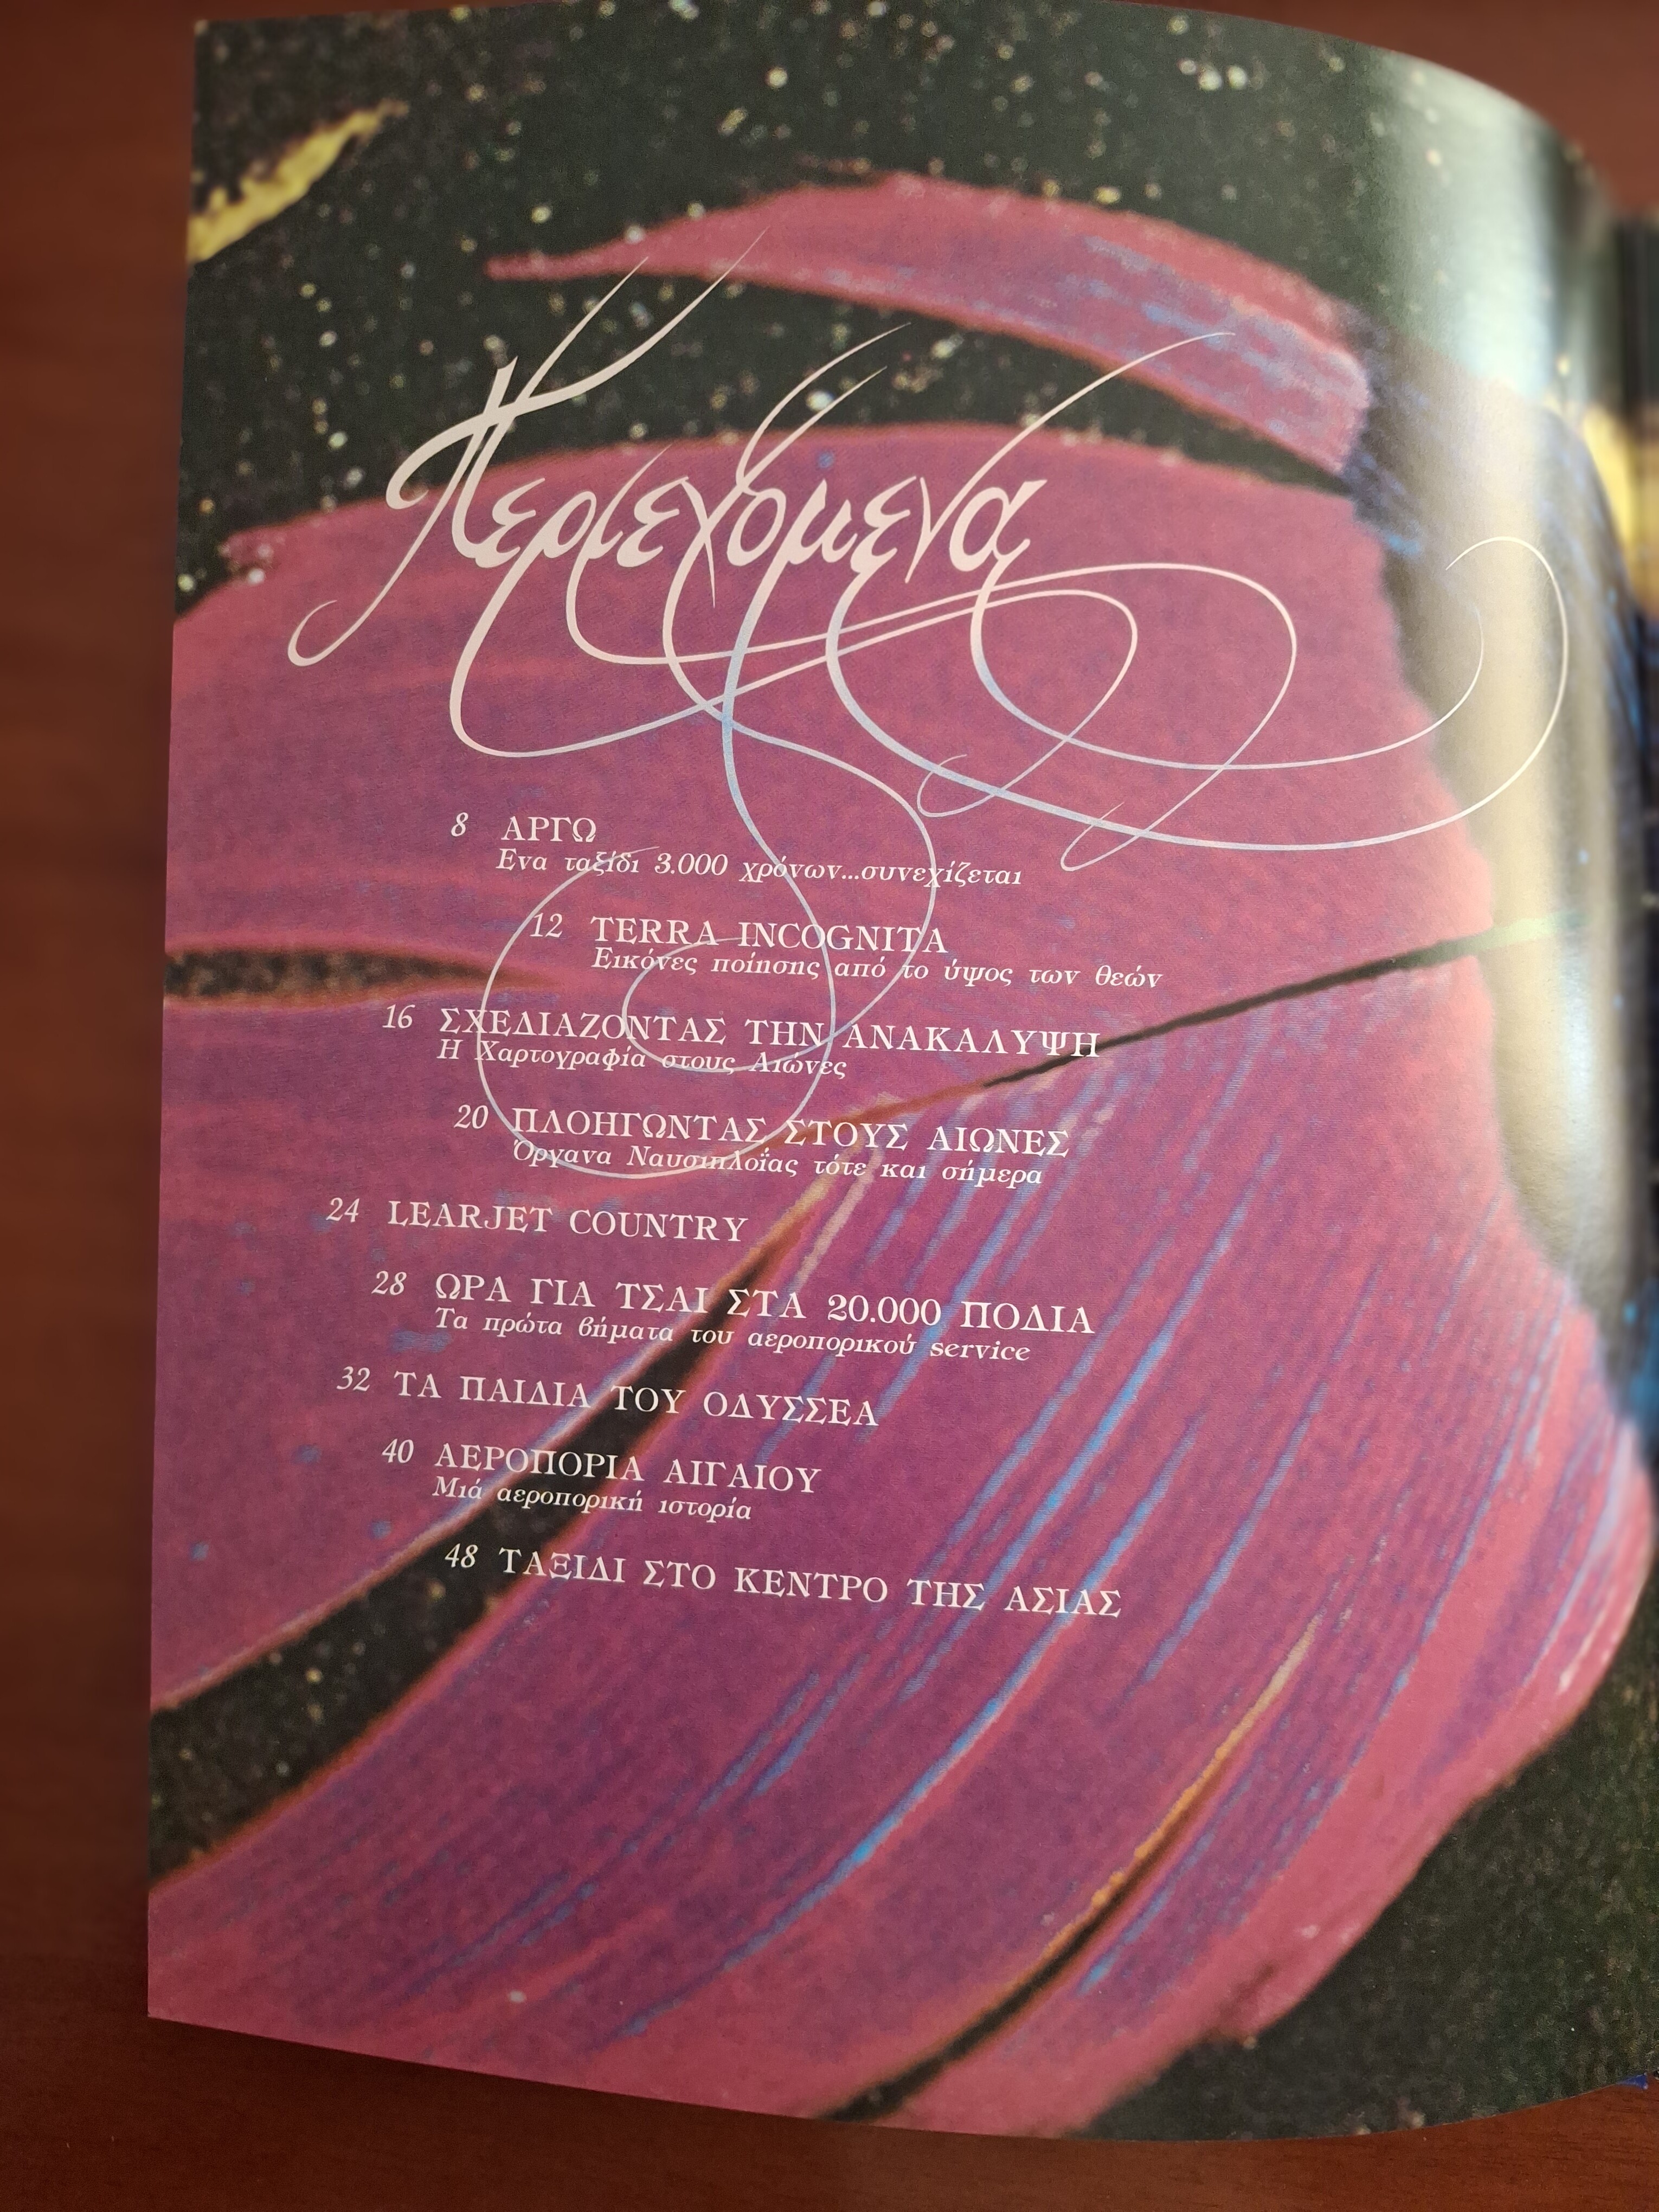 Περιεχόμενα
8 ΑΡΓΩ
Ενα ταξίδι 3.000 χρόνων...συνεχίζεται
12 TERRA INCOGNITA
Εικόνες ποίησης από το ύψος των θεών
16 ΣΧΕΔΙΑΖΟΝΤΑΣ ΤΗΝ ΑΝΑΚΑΛΥΨΗ
Η Χαρτογραφία στους Αιώνες
20 ΠΛΟΗΓΩΝΤΑΣ ΣΤΟΥΣ ΑΙΩΝΕΣ
Όργανα Ναυσιπλοΐας τότε και σήμερα
24 LEARJET COUNTRY
28 ΩΡΑ ΓΙΑ ΤΣΑΙ ΣΤΑ 20.000 ΠΟΔΙΑ
Τα πρώτα βήματα του αεροπορικού service
32 ΤΑ ΠΑΙΔΙΑ ΤΟΥ ΟΔΥΣΣΕΑ
40 ΑΕΡΟΠΟΡΙΑ ΑΙΓΑΙΟΥ
Μιά αεροπορική ιστορία
48 ΤΑΞΙΔΙ ΣΤΟ ΚΕΝΤΡΟ ΤΗΣ ΑΣΙΑΣ